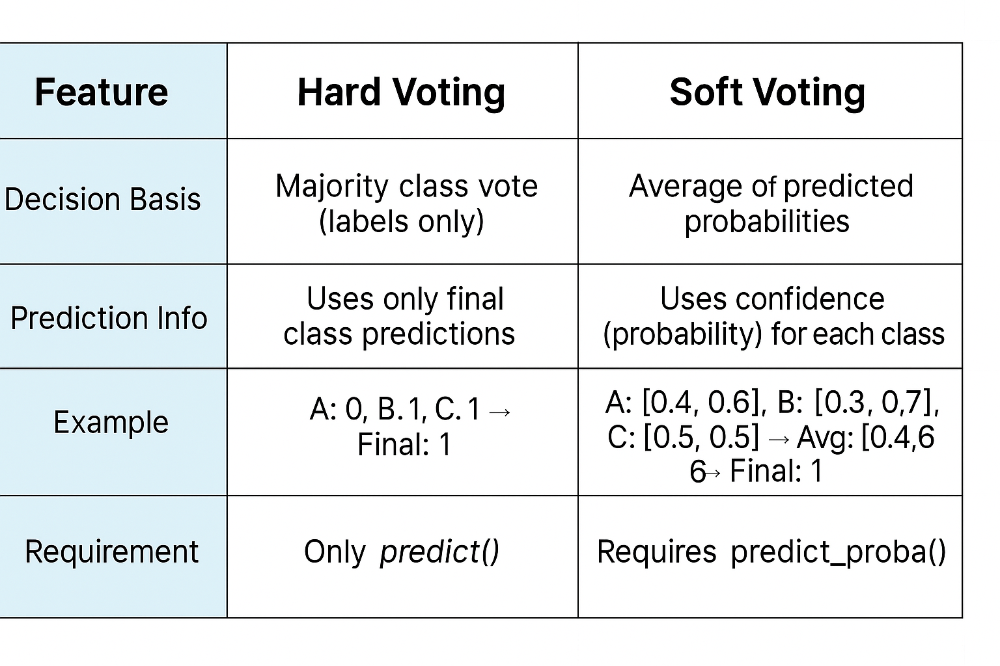 Feature
Hard Voting
Soft Voting
Decision Basis
Majority class vote
(labels only)
Average of predicted
probabilities
Prediction Info
Uses only final
class predictions
Uses confidence
(probability) for each class
Example
A: 0, B. 1, C. 1 →
Final: 1
A: [0.4, 0.6], B: [0.3, 0,7],
C: [0.5, 0.5] → Avg: [0.4,6
6→ Final: 1
Requirement
Only predict()
Requires predict_proba()